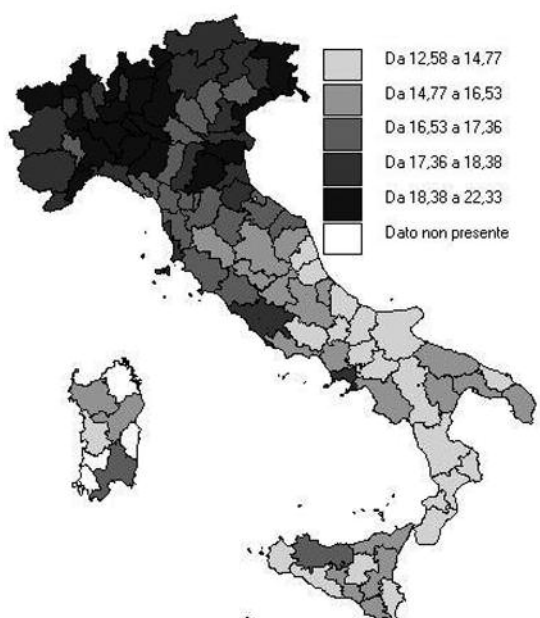 Da 12,58 a 14,77
Da 14,77 a 16,53
Da 16,53 a 17,36
Da 17,36 a 18,38
Da 18,38 a 22,33
Dato non presente